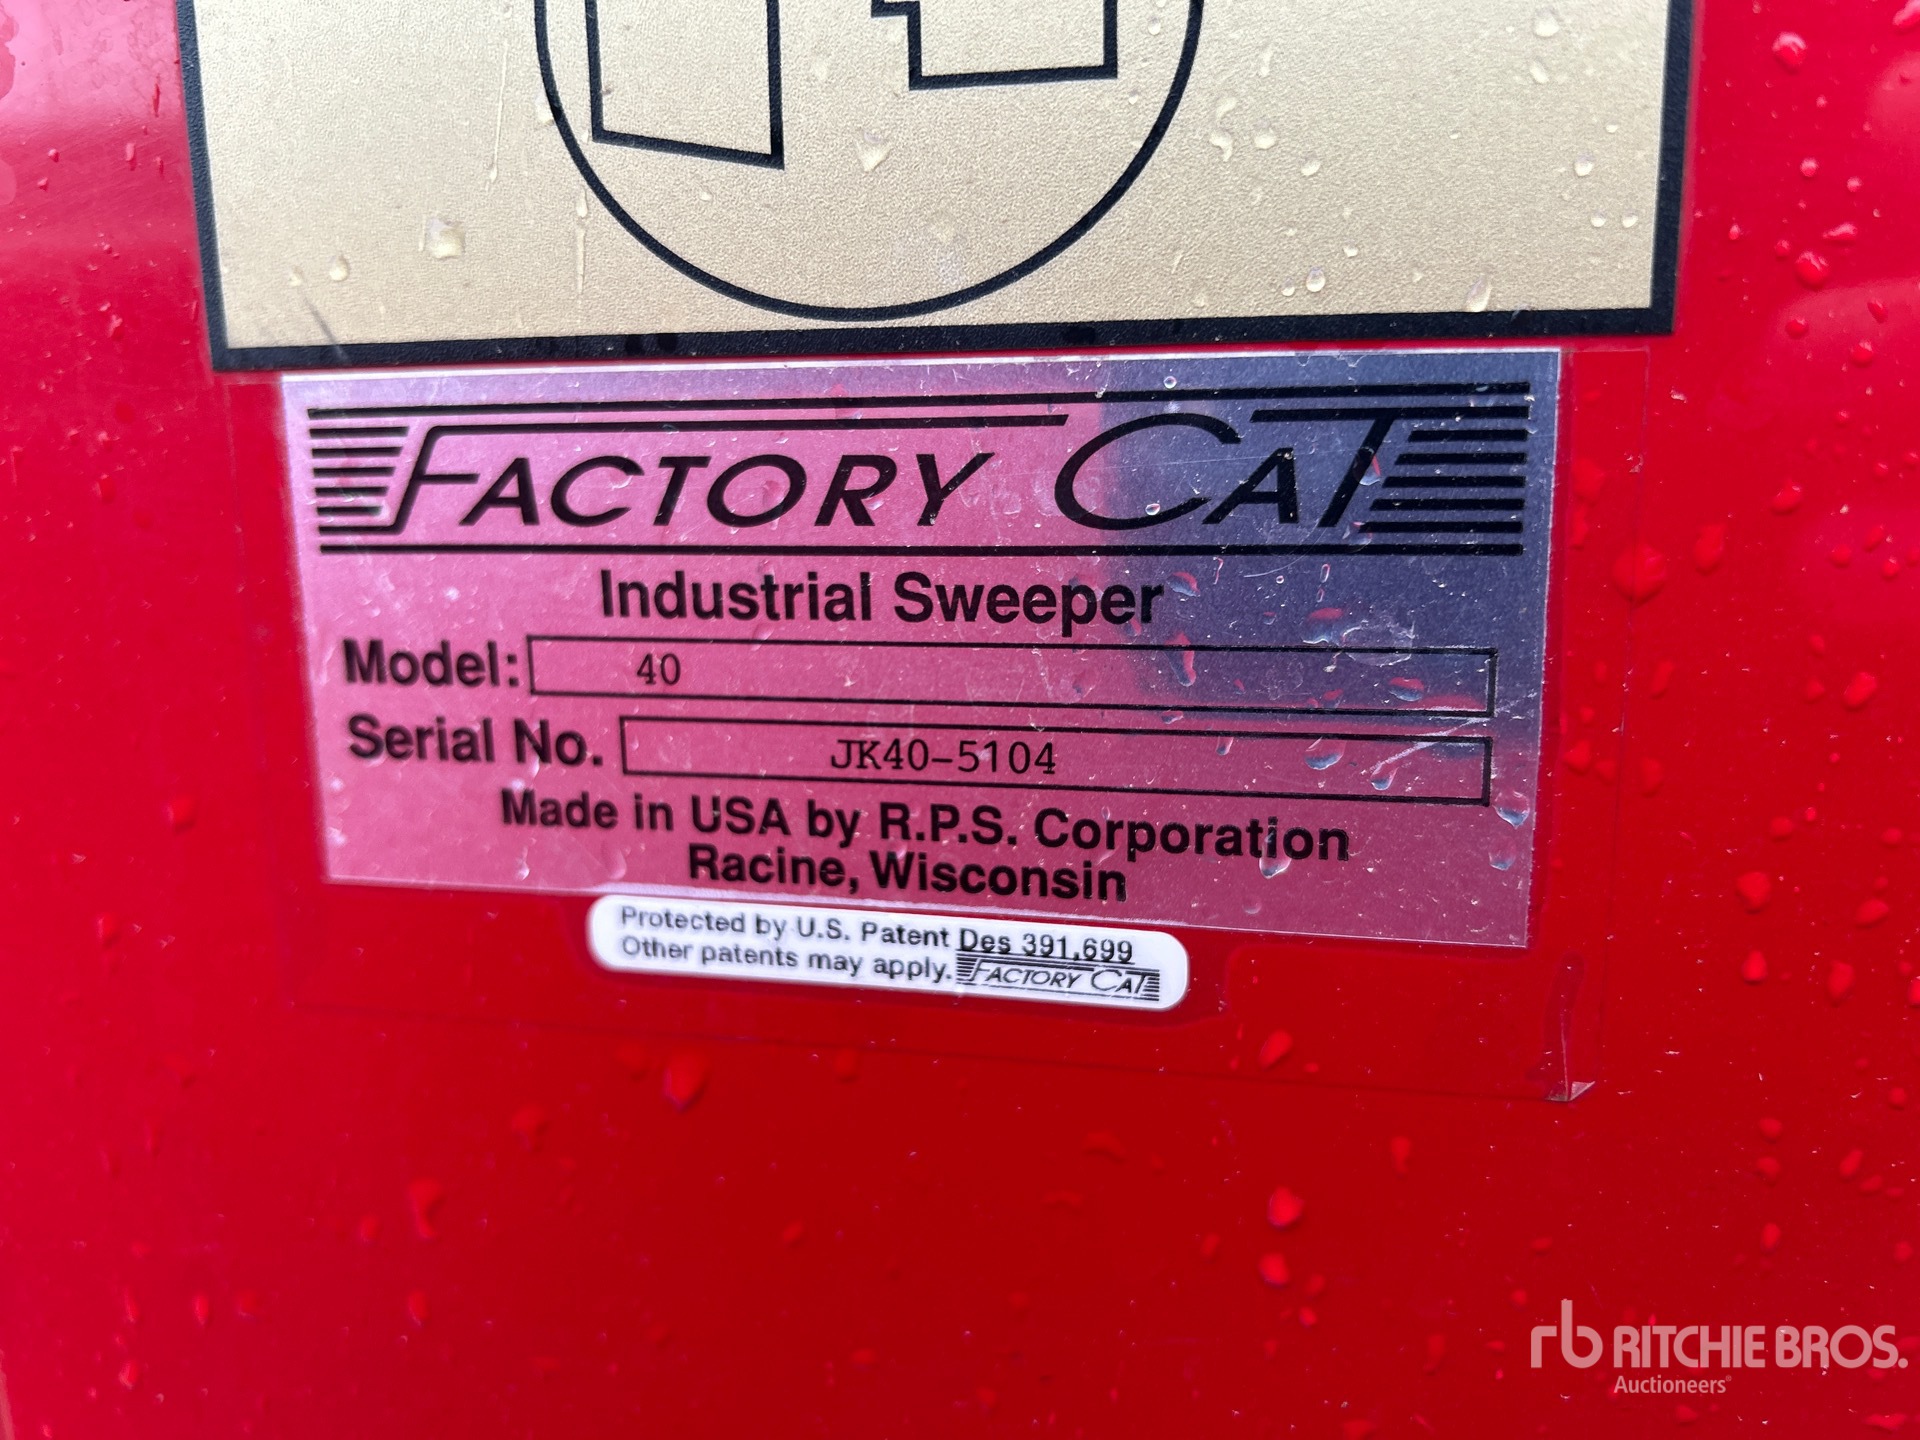 FACTORY CAT
Industrial Sweeper
Model: 40
Serial No. JK40-5104
Made in USA by R.P.S. Corporation
Racine, Wisconsin
Protected by U.S. Patent Des 391,699
Other patents may apply. FACTORY CAT
rb RITCHIE BROS.
Auctioneers®